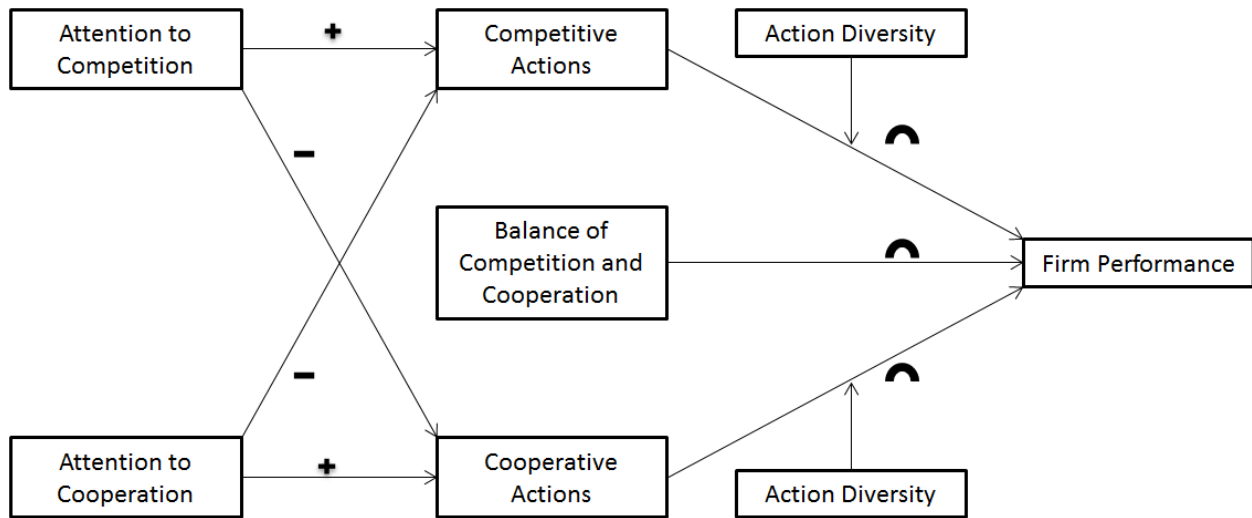 Attention to
Competition
+
Competitive
Actions
Action Diversity
−
Balance of
Competition and
Cooperation
Firm Performance
−
Attention to
Cooperation
+
Cooperative
Actions
Action Diversity